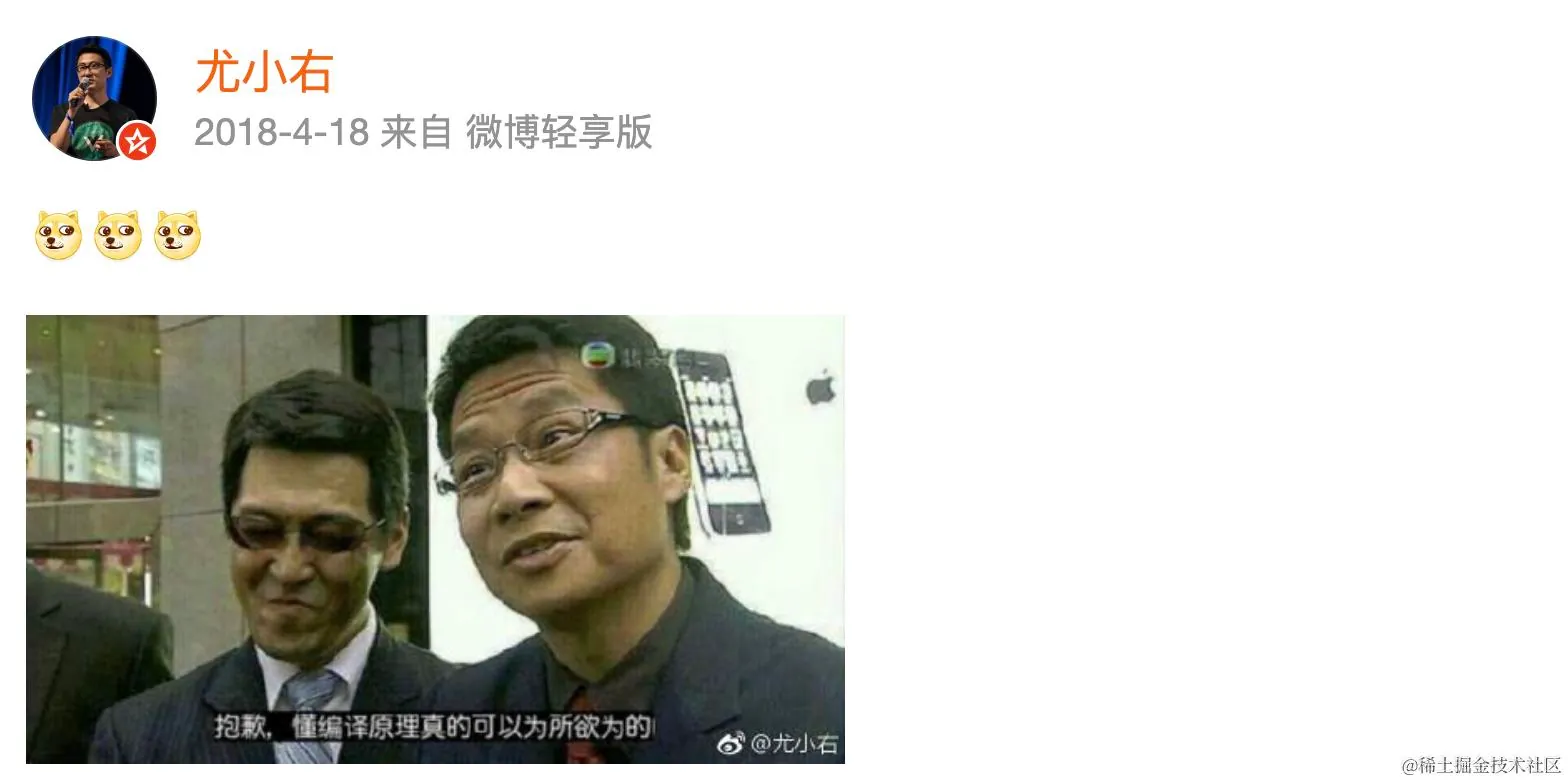 尤小右
2018-4-18 来自 微博轻享版
抱歉，懂编译原理真的可以为所欲为的
@尤小右
@稀土掘金技术社区